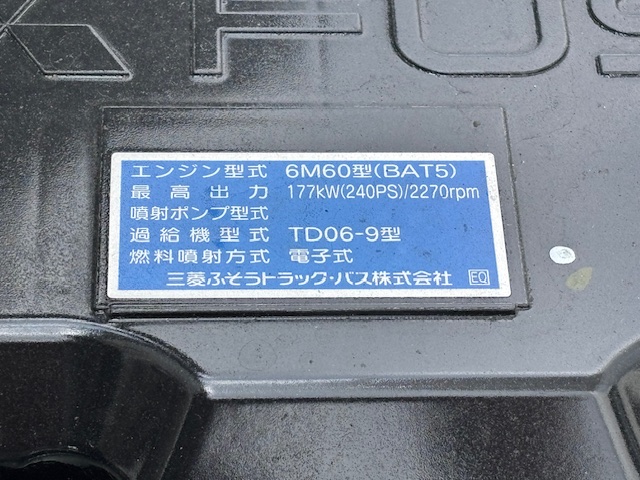 FUS
エンジン型式 6M60型(BAT5)
最高出力 177kW(240PS)/2270rpm
噴射ポンプ型式
過給機型式 TD06-9型
燃料噴射方式 電子式
三菱ふそうトラック・バス株式会社 EQ